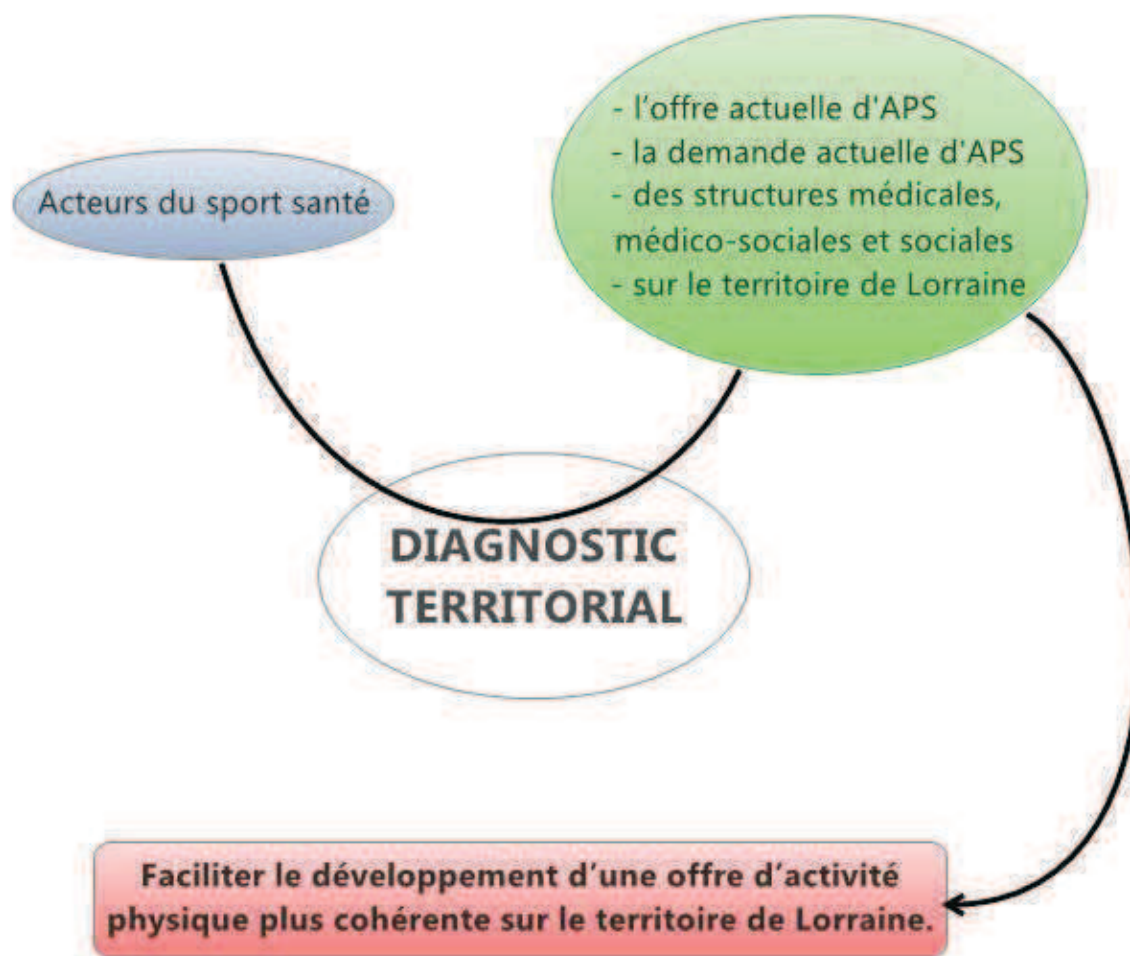 Acteurs du sport santé
- l'offre actuelle d'APS
- la demande actuelle d'APS
- des structures médicales,
médico-sociales et sociales
- sur le territoire de Lorraine
DIAGNOSTIC
TERRITORIAL
Faciliter le développement d'une offre d'activité
physique plus cohérente sur le territoire de Lorraine.